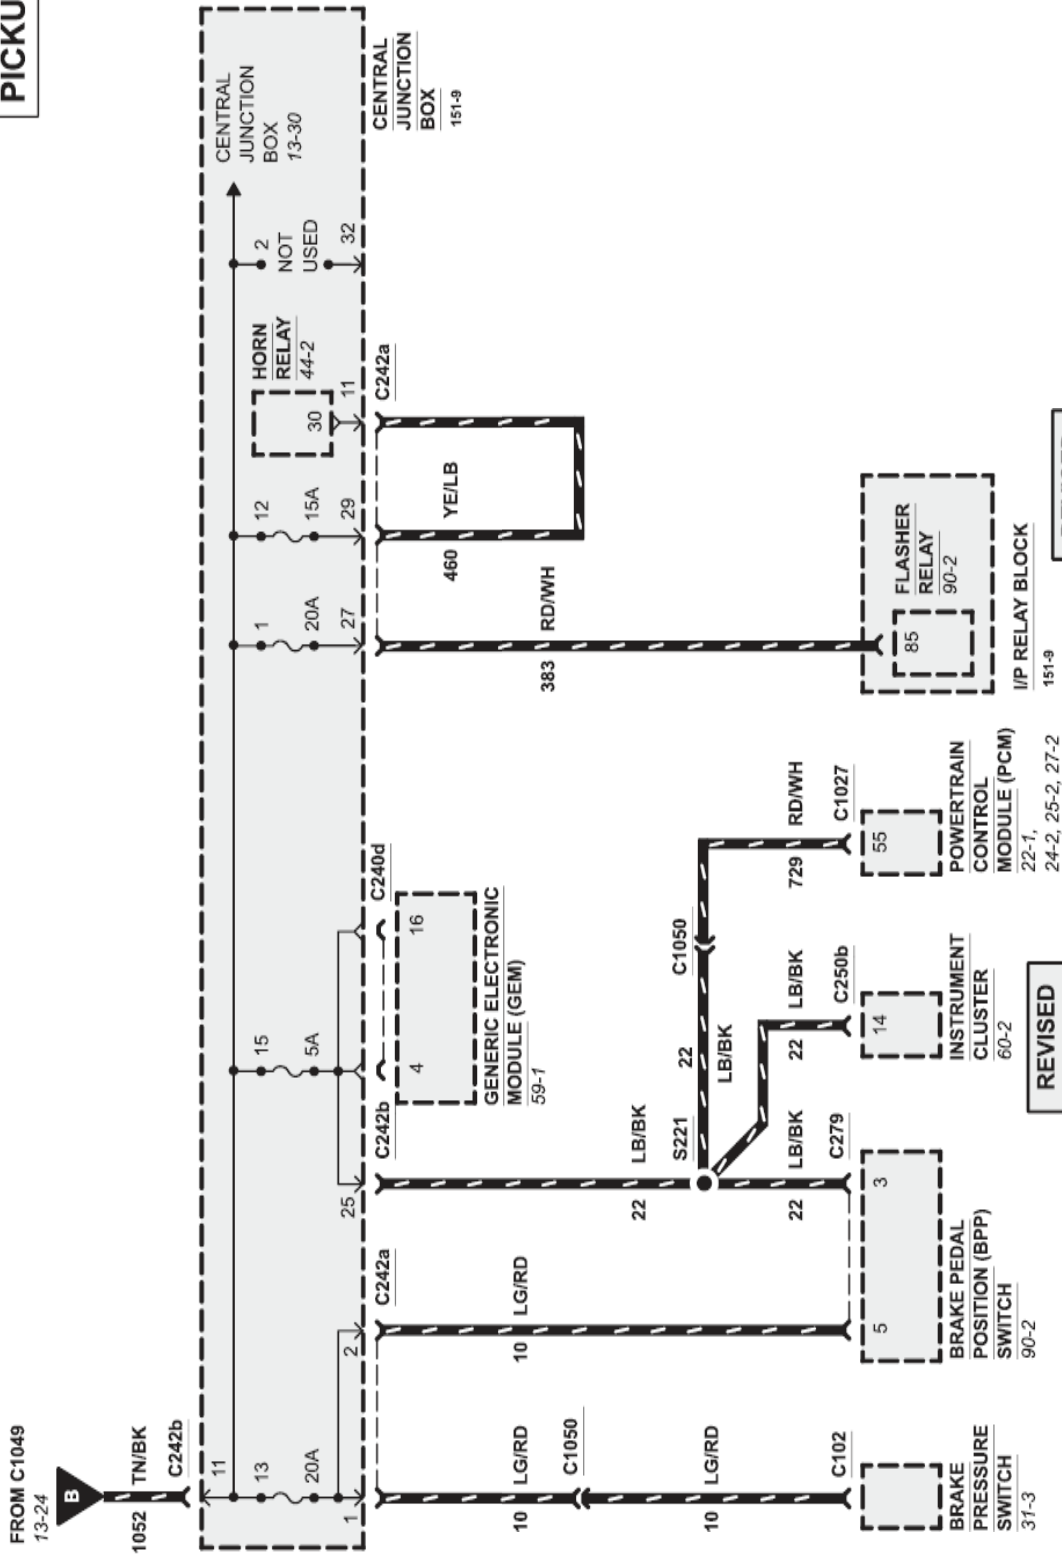 PICKU
FROM C1049
13-24
B
1052
TN/BK
C242b
11
13
20A
1
2
C242a
15
5A
25
C242b
C240d
4
16
GENERIC ELECTRONIC
MODULE (GEM)
59-1
1
20A
27
12
15A
29
HORN
RELAY
44-2
30
11
C242a
2
NOT
USED
32
CENTRAL
JUNCTION
BOX
13-30
CENTRAL
JUNCTION
BOX
151-9
10
LG/RD
C1050
10
LG/RD
C102
BRAKE
PRESSURE
SWITCH
31-3
10
LG/RD
5
3
BRAKE PEDAL
POSITION (BPP)
SWITCH
90-2
22
LB/BK
S221
22
LB/BK
C279
22
LB/BK
C1050
22
LB/BK
C250b
14
INSTRUMENT
CLUSTER
60-2
729
RD/WH
C1027
55
POWERTRAIN
CONTROL
MODULE (PCM)
22-1,
24-2, 25-2, 27-2
383
RD/WH
460
YE/LB
85
FLASHER
RELAY
90-2
I/P RELAY BLOCK
151-9
REVISED